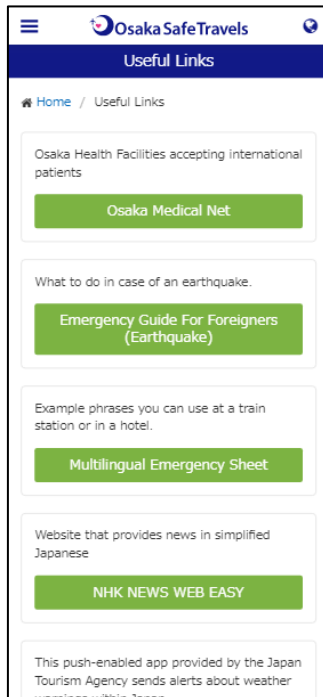 Osaka Safe Travels
Useful Links
Home / Useful Links
Osaka Health Facilities accepting international
patients
Osaka Medical Net
What to do in case of an earthquake.
Emergency Guide For Foreigners
(Earthquake)
Example phrases you can use at a train
station or in a hotel.
Multilingual Emergency Sheet
Website that provides news in simplified
Japanese
NHK NEWS WEB EASY
This push-enabled app provided by the Japan
Tourism Agency sends alerts about weather
warnings within Japan